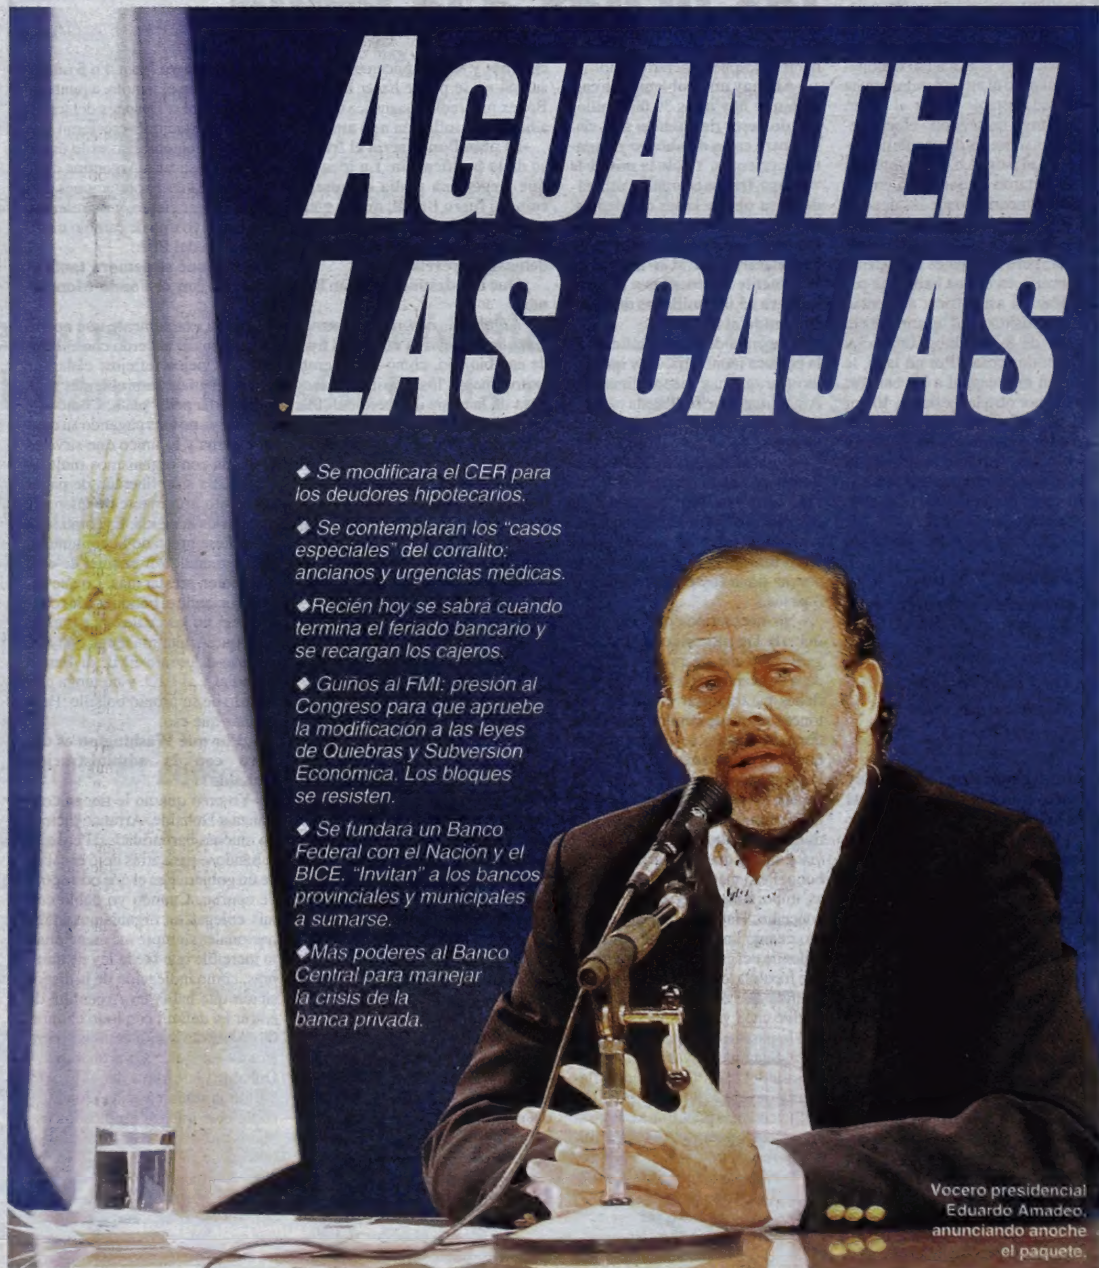 AGUANTEN
LAS CAJAS
◆ Se modificará el CER para
los deudores hipotecarios.
◆ Se contemplaran los “casos
especiales” del corralito:
ancianos y urgencias médicas.
◆Recién hoy se sabrá cuándo
termina el feriado bancario y
se recargan los cajeros.
◆ Guiños al FMI: presión al
Congreso para que apruebe
la modificación a las leyes
de Quiebras y Subversión
Económica. Los bloques
se resisten.
◆ Se fundará un Banco
Federal con el Nación y el
BICE. “Invitan” a los bancos
provinciales y municipales
a sumarse.
◆Más poderes al Banco
Central para manejar
la crisis de la
banca privada.
Vocero presidencial
Eduardo Amadeo,
anunciando anoche
el paquete.